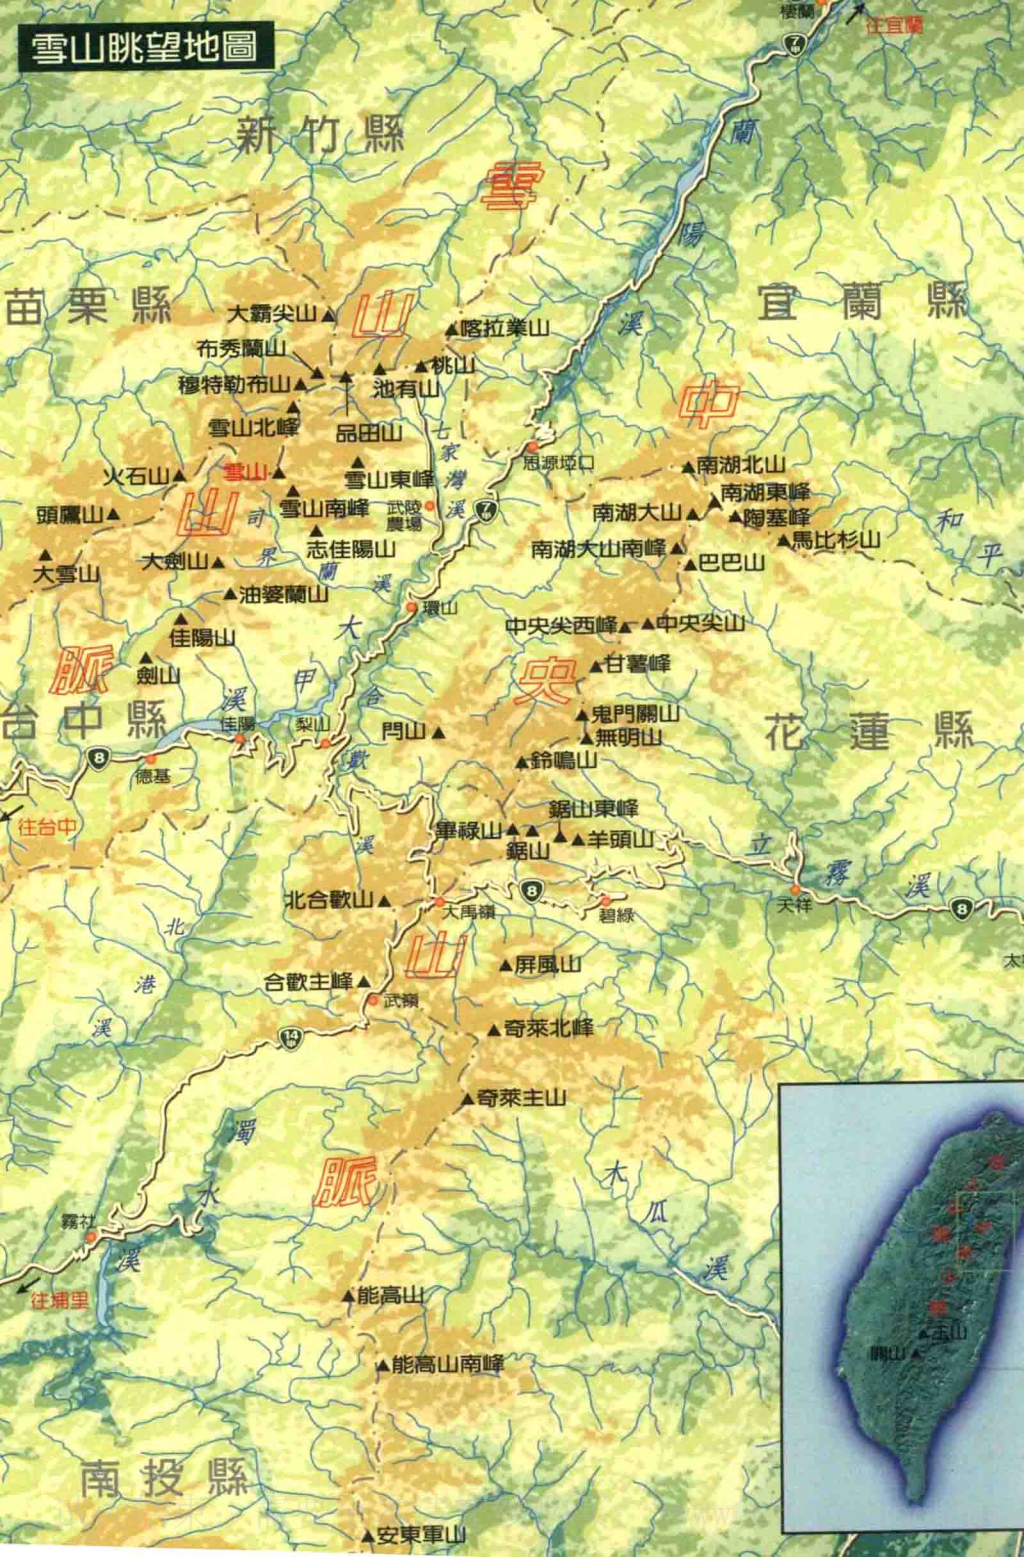 雪山眺望地圖
棲蘭
往宜蘭
7甲
新竹縣
蘭陽溪
雪山山脈
苗栗縣
宜蘭縣
大霸尖山
喀拉業山
布秀蘭山
桃山
穆特勒布山
池有山
雪山北峰
品田山
中央山脈
七家灣溪
思源埡口
南湖北山
火石山
雪山
雪山東峰
南湖東峰
頭鷹山
雪山南峰
武陵
農場
7甲
南湖大山
陶塞峰
和平
司界蘭溪
志佳陽山
南湖大山南峰
馬比杉山
大雪山
大劍山
巴巴山
油婆蘭山
環山
佳陽山
中央尖西峰
中央尖山
劍山
甘薯峰
大甲溪
合歡溪
台中縣
佳陽
梨山
門山
鬼門關山
無明山
花蓮縣
8
德基
鈴鳴山
往台中
鋸山東峰
畢祿山
鋸山
羊頭山
立霧溪
北合歡山
大禹嶺
8
碧綠
天祥
8
太
北港溪
屏風山
合歡主峰
武嶺
14甲
奇萊北峰
奇萊主山
濁水溪
木瓜溪
霧社
往埔里
能高山
能高山南峰
玉山
關山
南投縣
安東軍山